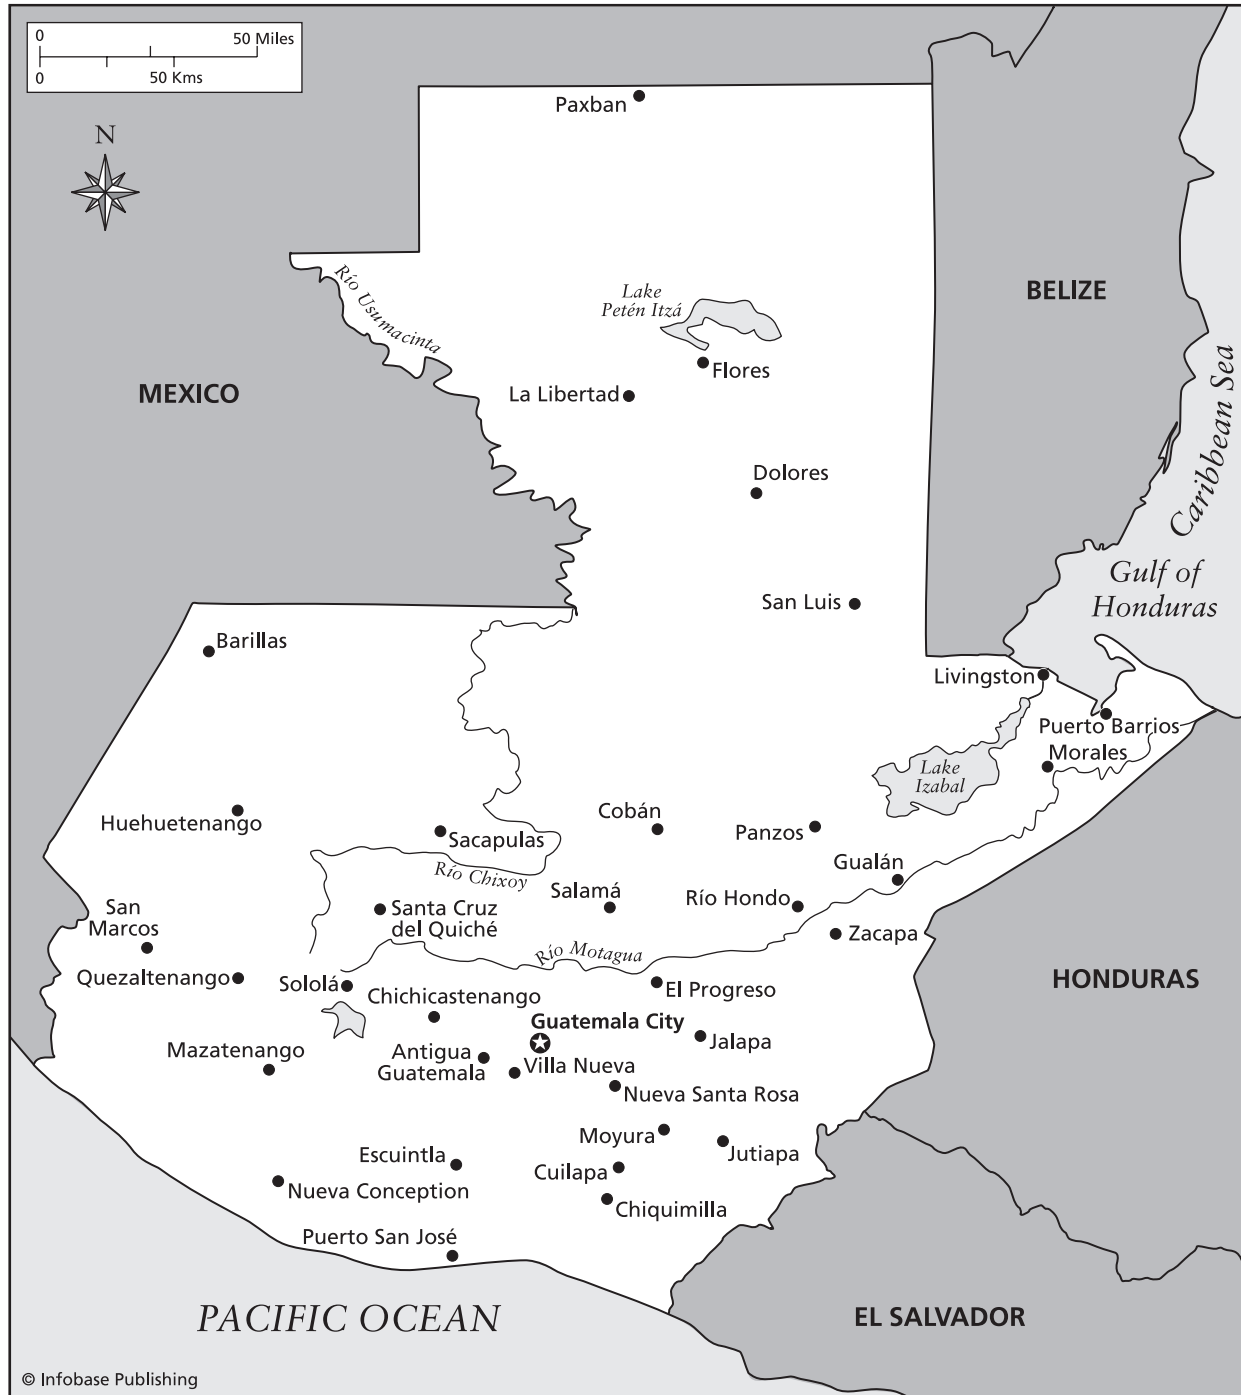 0
50 Miles
0
50 Kms
N
Paxban
Río Usumacinta
Lake
Petén Itzá
BELIZE
Flores
MEXICO
La Libertad
Caribbean Sea
Dolores
Gulf of
Honduras
San Luis
Barillas
Livingston
Puerto Barrios
Morales
Lake
Izabal
Huehuetenango
Sacapulas
Cobán
Panzos
Río Chixoy
Gualán
Salamá
Río Hondo
San
Marcos
Santa Cruz
del Quiché
Zacapa
Río Motagua
Quezaltenango
Sololá
El Progreso
HONDURAS
Chichicastenango
Guatemala City
Jalapa
Mazatenango
Antigua
Guatemala
Villa Nueva
Nueva Santa Rosa
Moyura
Jutiapa
Escuintla
Cuilapa
Nueva Conception
Chiquimilla
Puerto San José
PACIFIC OCEAN
EL SALVADOR
© Infobase Publishing